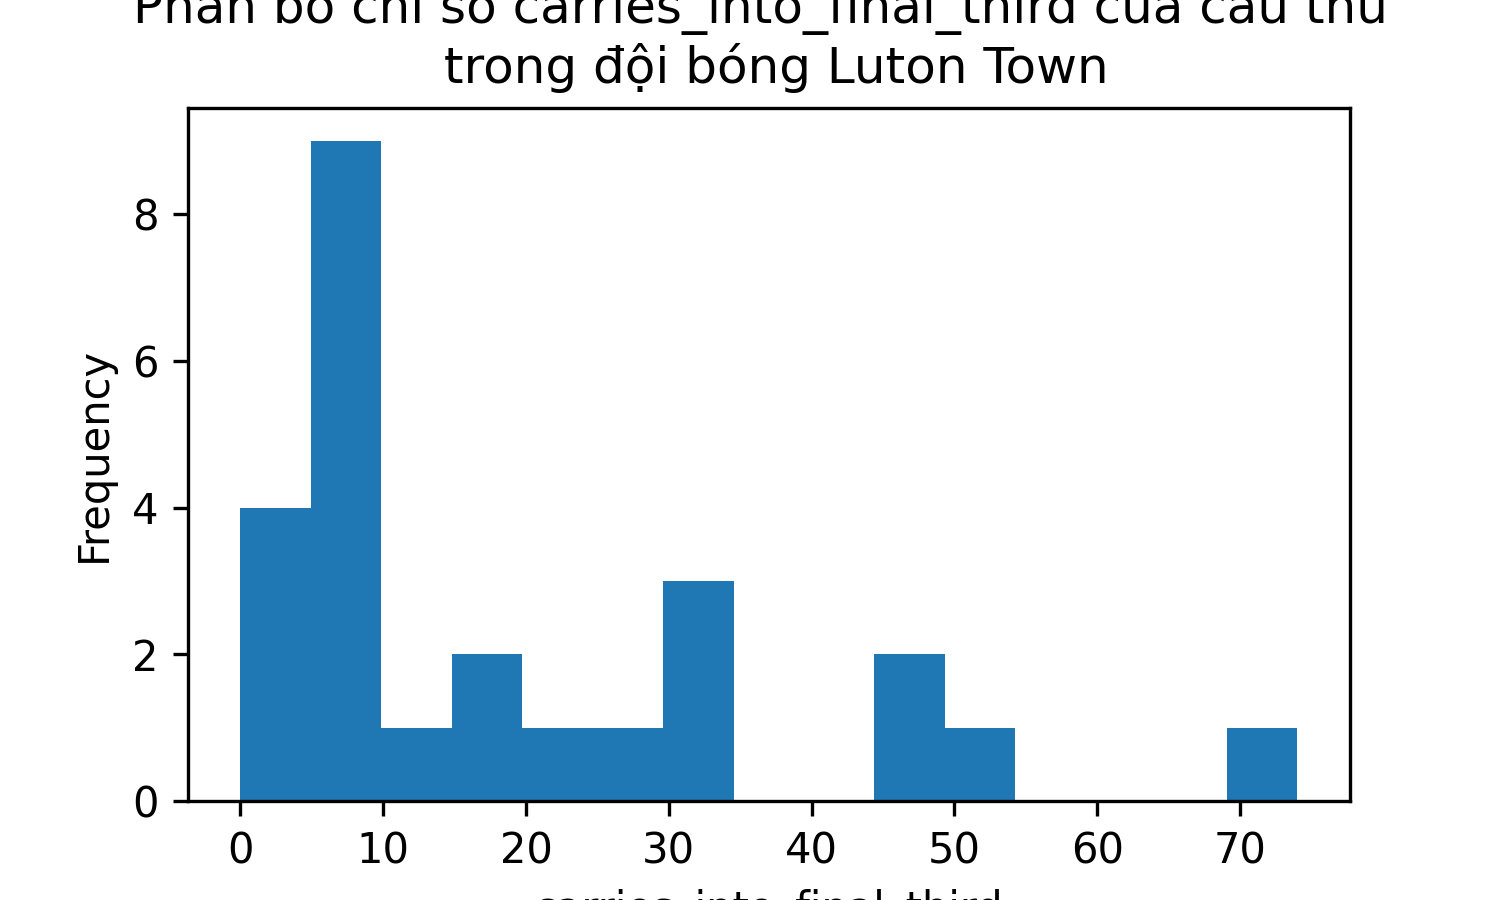 Phân bố chỉ số carries_into_final_third của cầu thủ
trong đội bóng Luton Town
Frequency
8
6
4
2
0
0 10 20 30 40 50 60 70
carries_into_final_third